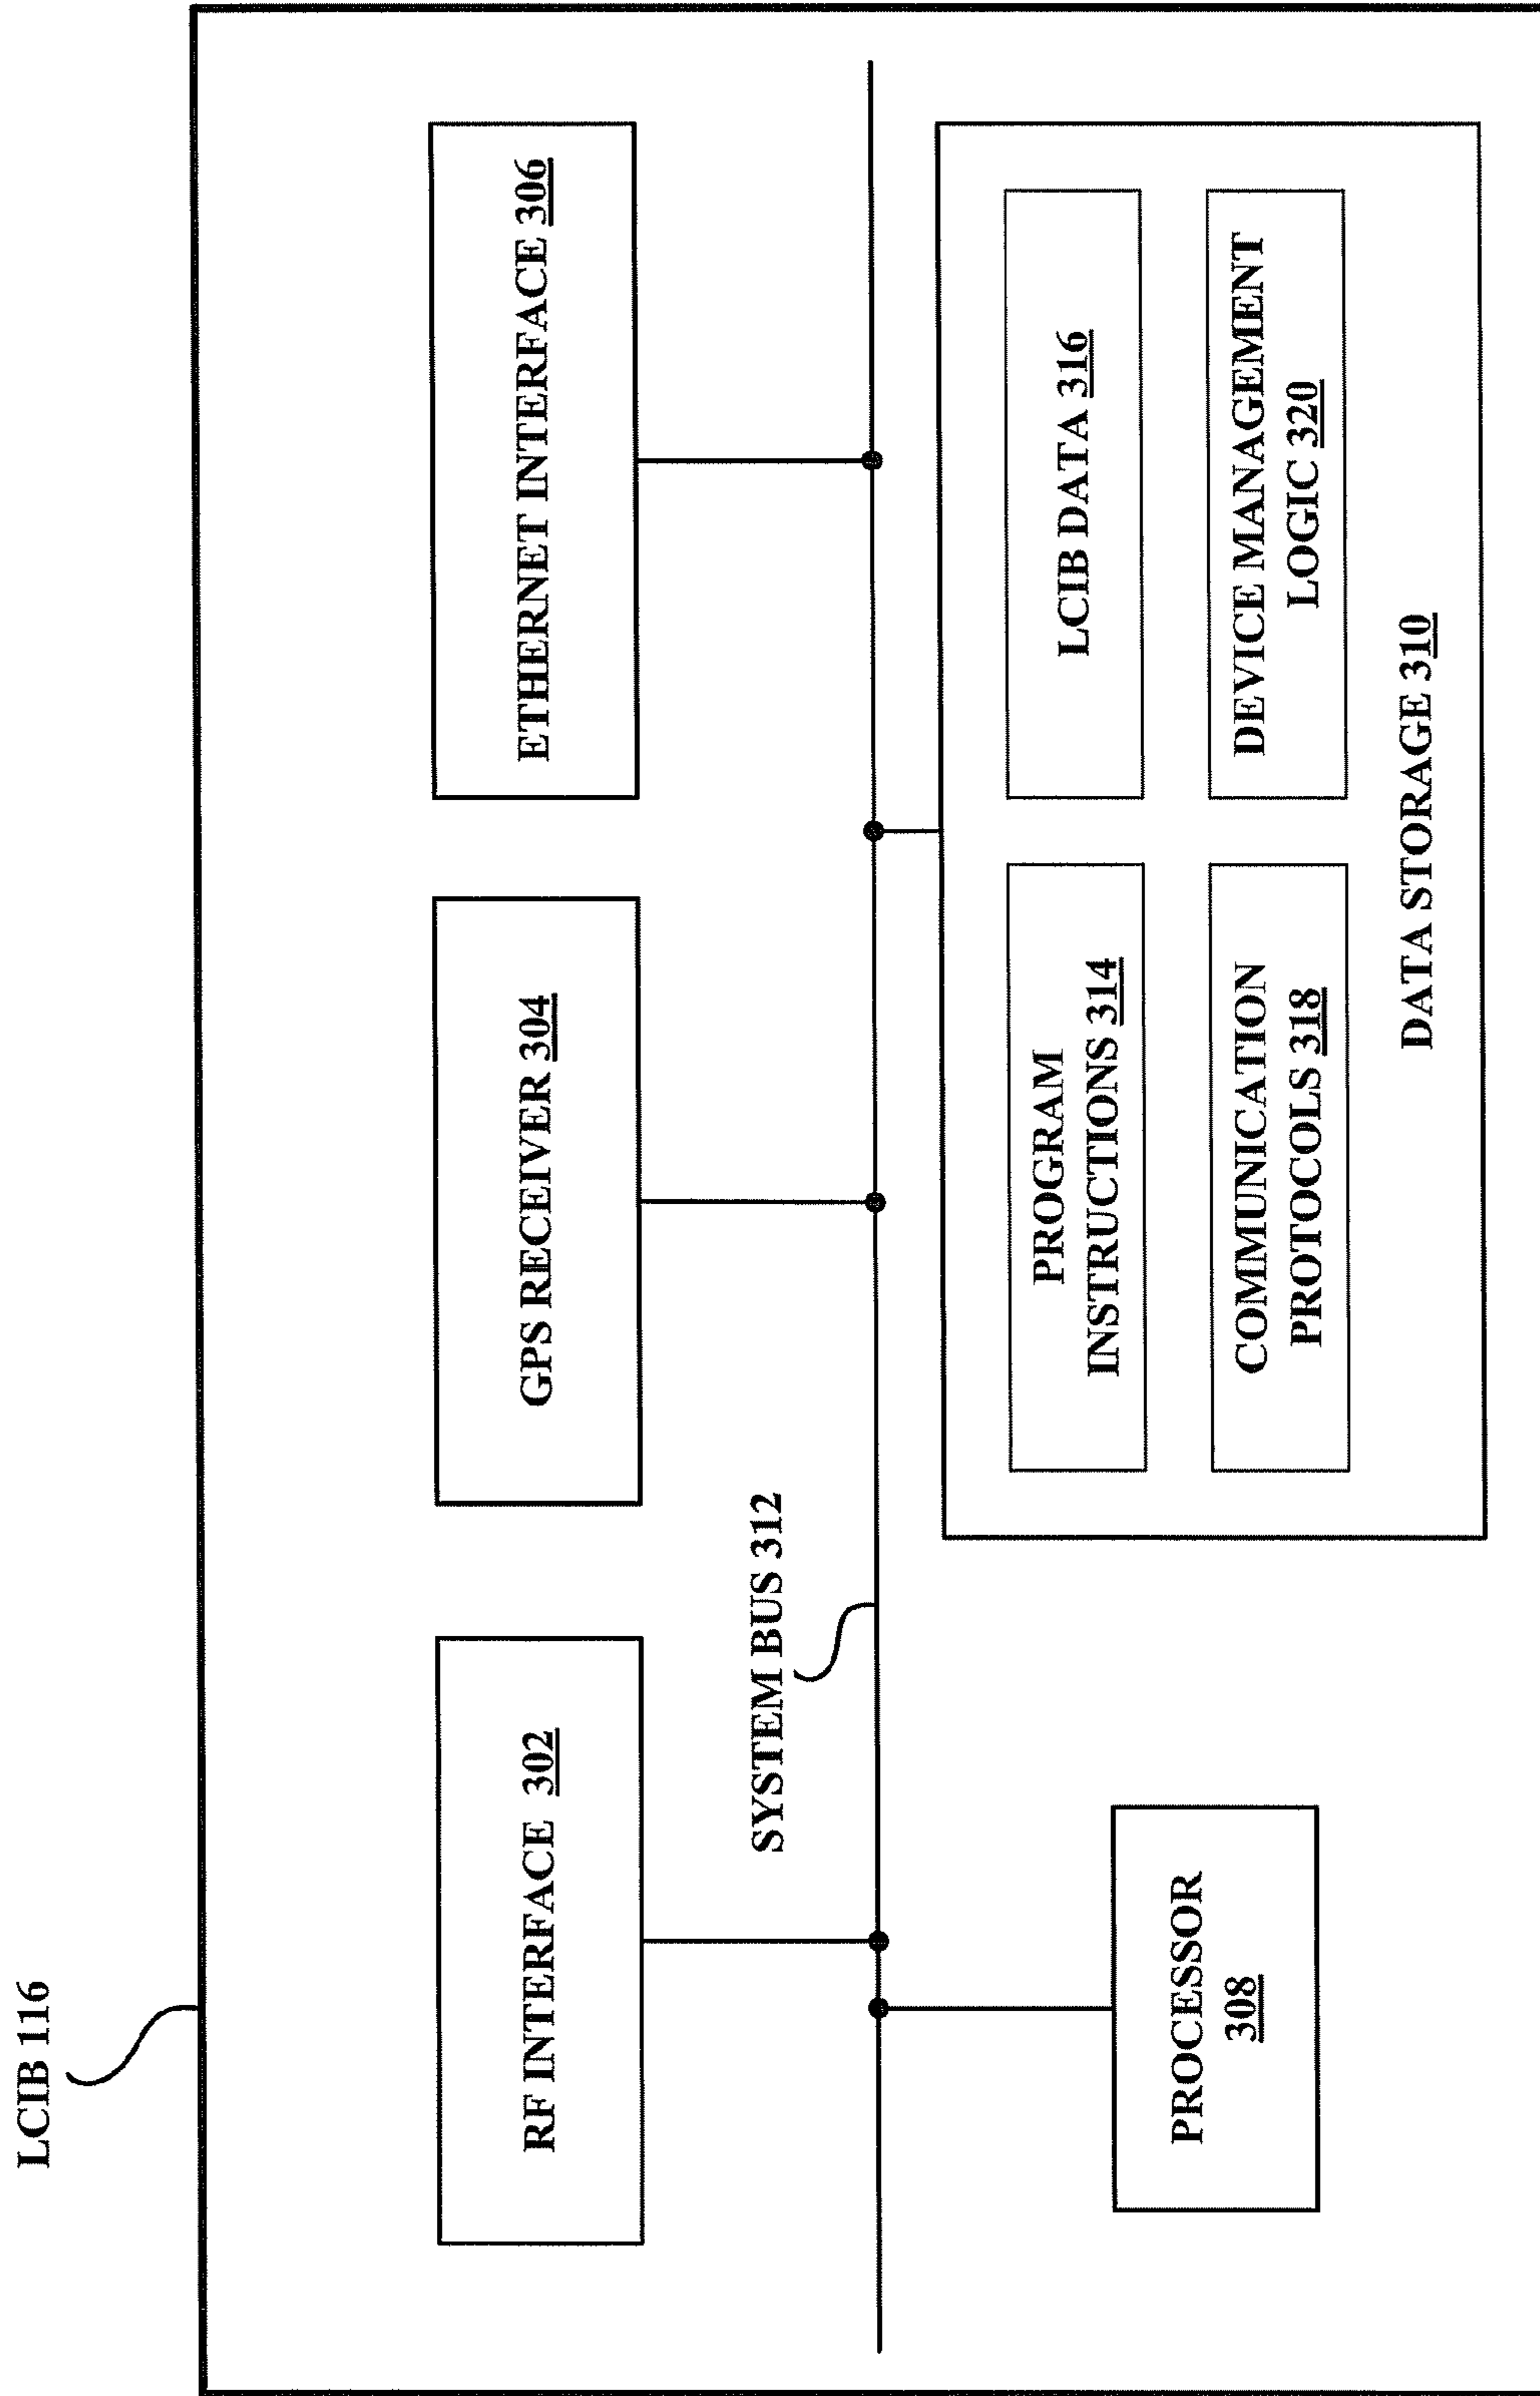 LCIB 116
RF INTERFACE 302
GPS RECEIVER 304
ETHERNET INTERFACE 306
SYSTEM BUS 312
PROCESSOR
308
PROGRAM
INSTRUCTIONS 314
LCIB DATA 316
COMMUNICATION
PROTOCOLS 318
DEVICE MANAGEMENT
LOGIC 320
DATA STORAGE 310